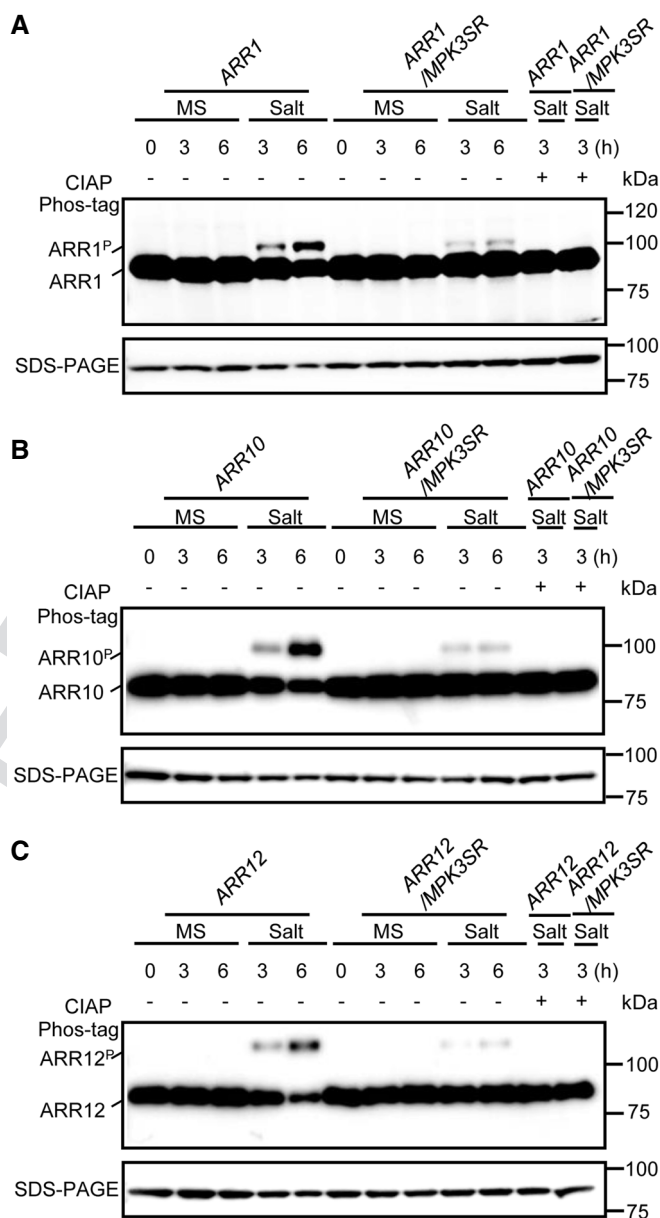 A
ARR1
ARR1
/MPK3SR
ARR1
ARR1
/MPK3SR
MS Salt MS Salt Salt Salt
0 3 6 3 6 0 3 6 3 6 3 3 (h)
CIAP - - - - - - - - - - + + kDa
Phos-tag
120
ARR1P
100
ARR1
75
SDS-PAGE
100
75
B
ARR10
ARR10
/MPK3SR
ARR10
ARR10
/MPK3SR
MS Salt MS Salt Salt Salt
0 3 6 3 6 0 3 6 3 6 3 3 (h)
CIAP - - - - - - - - - - + + kDa
Phos-tag
100
ARR10P
ARR10
75
SDS-PAGE
100
75
C
ARR12
ARR12
/MPK3SR
ARR12
ARR12
/MPK3SR
MS Salt MS Salt Salt Salt
0 3 6 3 6 0 3 6 3 6 3 3 (h)
CIAP - - - - - - - - - - + + kDa
Phos-tag
ARR12P
100
ARR12
75
SDS-PAGE
100
75